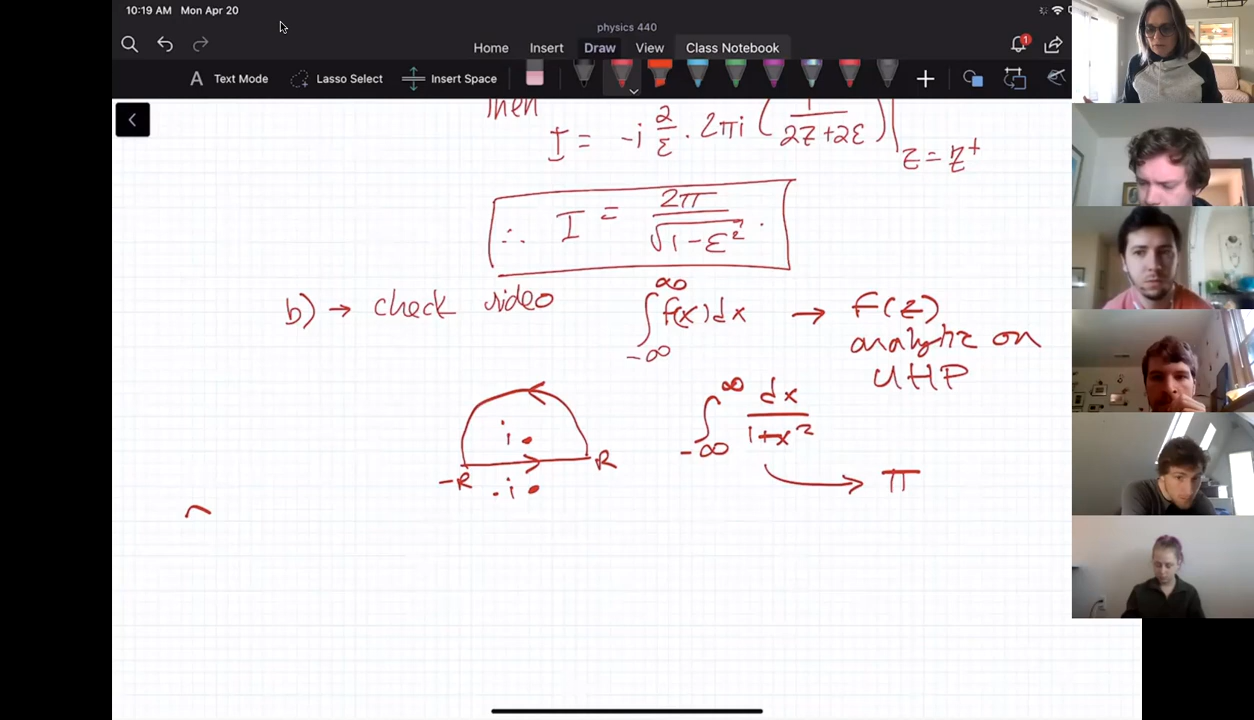 10:19 AM Mon Apr 20
physics 440
Home Insert Draw View Class Notebook
1
A Text Mode Lasso Select Insert Space
Then
I = -i 2/ε · 2πi (1/(2z+2ε))|z=z⁺
∴ I = 2π/√(1-ε²) .
b) → check video ∫_{-∞}^{∞} f(x)dx → f(z)
analytic on
UHP
∫_{-∞}^{∞} dx/(1+x²)
i
-R R
-i
π